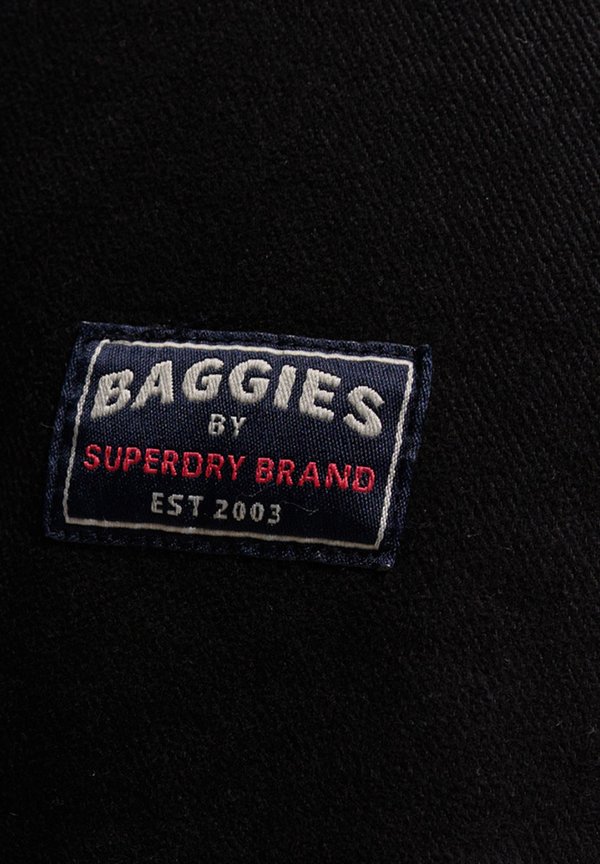 BAGGIES
BY
SUPERDRY BRAND
EST 2003